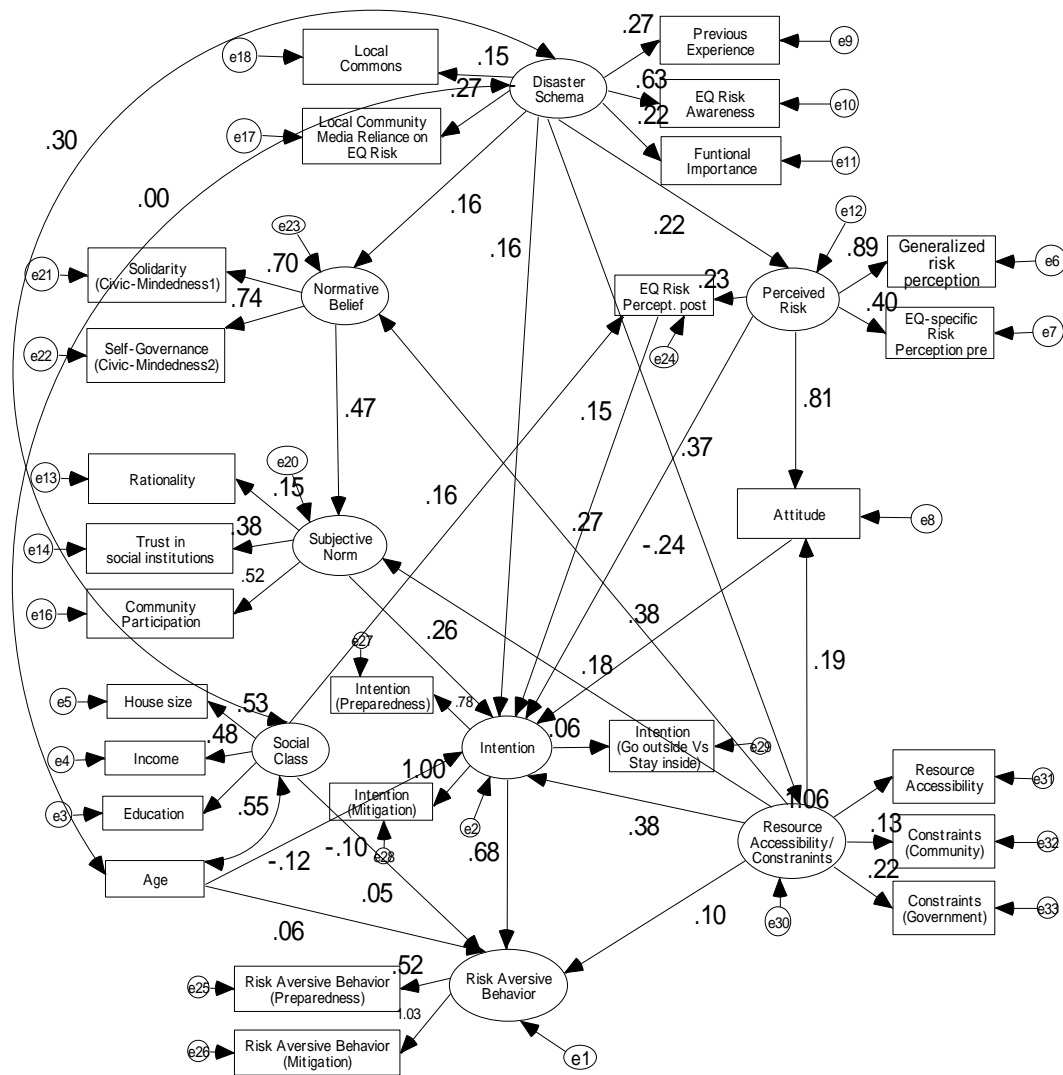 e18
Local
Commons
.15
.27
Previous
Experience
e9
Disaster
Schema
.63
EQ Risk
Awareness
e10
.27
.22
e17
Local Community
Media Reliance on
EQ Risk
Funtional
Importance
e11
.30
.00
.16
.16
.22
e23
e12
e21
Solidarity
(Civic-Mindedness1)
.70
Normative
Belief
.74
EQ Risk
Percept. post
.23
Perceived
Risk
.89
Generalized
risk
perception
e6
.40
EQ-specific
Risk
Perception pre
e7
e22
Self-Governance
(Civic-Mindedness2)
e24
.47
.15
.37
.81
e13
Rationality
e20
.15
.16
.27
-.24
Attitude
e8
e14
Trust in
social institutions
.38
Subjective
Norm
.52
e16
Community
Participation
.26
.38
.18
.19
e27
e5
House size
.53
Intention
(Preparedness)
.78
e4
Income
.48
Social
Class
Intention
.06
Intention
(Go outside Vs
Stay inside)
e29
e3
Education
.55
1.00
Intention
(Mitigation)
e28
e2
.38
1.06
Resource
Accessibility/
Constranints
Resource
Accessibility
e31
.13
Constraints
(Community)
e32
.22
Constraints
(Government)
e33
e30
Age
-.12
-.10
.05
.06
.68
.10
e25
Risk Aversive Behavior
(Preparedness)
.52
Risk Aversive
Behavior
1.03
e26
Risk Aversive Behavior
(Mitigation)
e1